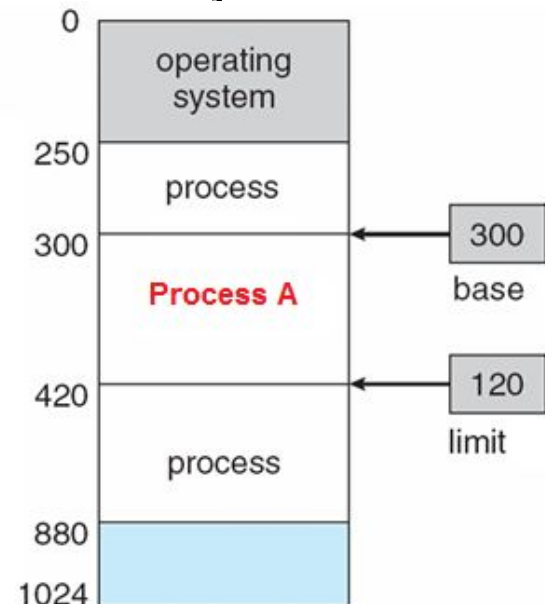 0
operating
system
250
process
300
300
base
Process A
420
120
limit
process
880
1024